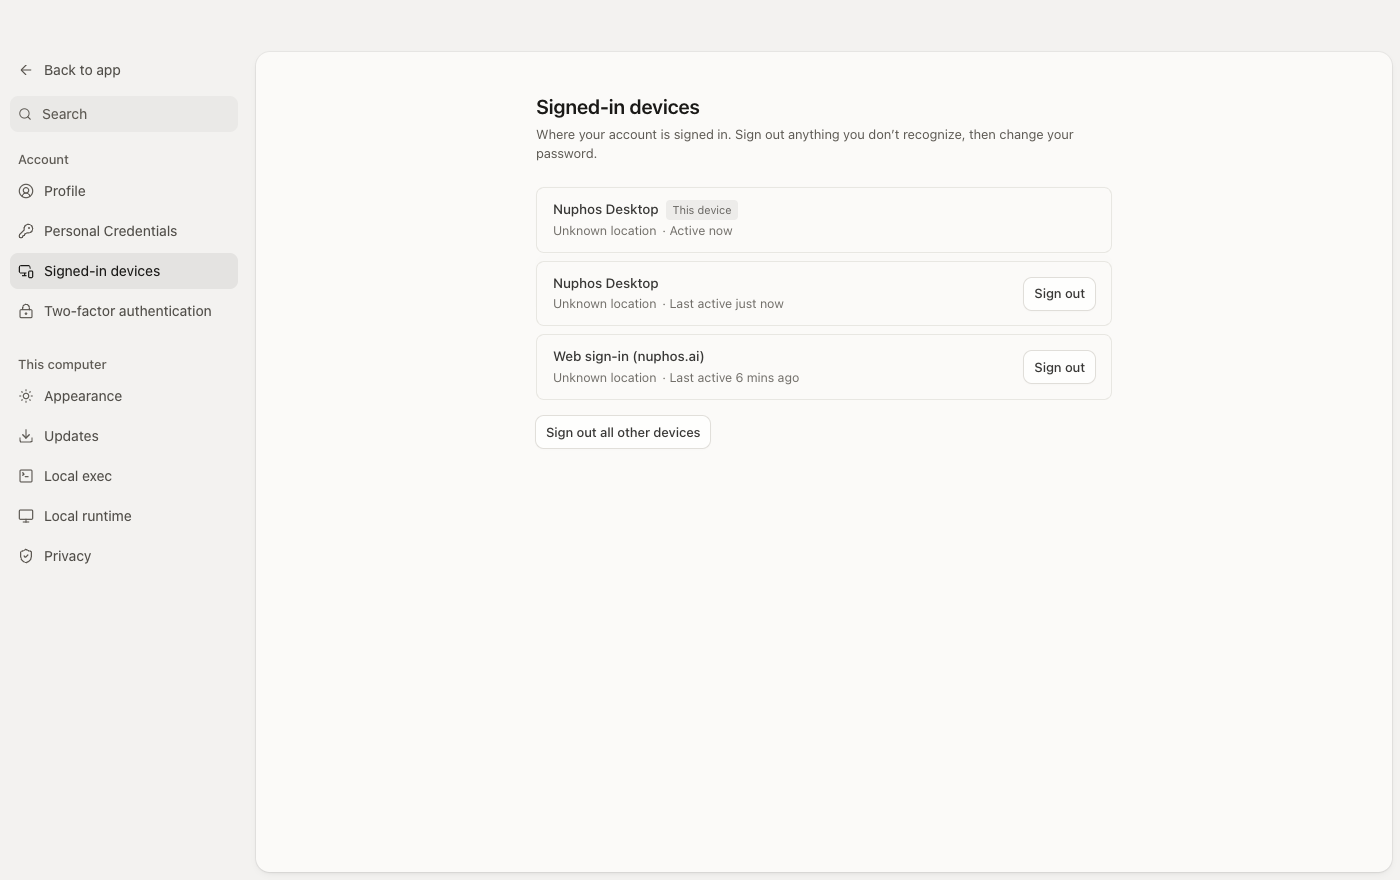 Back to app
Search
Account
Profile
Personal Credentials
Signed-in devices
Two-factor authentication
This computer
Appearance
Updates
Local exec
Local runtime
Privacy
Signed-in devices
Where your account is signed in. Sign out anything you don’t recognize, then change your
password.
Nuphos Desktop This device
Unknown location · Active now
Nuphos Desktop
Unknown location · Last active just now
Sign out
Web sign-in (nuphos.ai)
Unknown location · Last active 6 mins ago
Sign out
Sign out all other devices